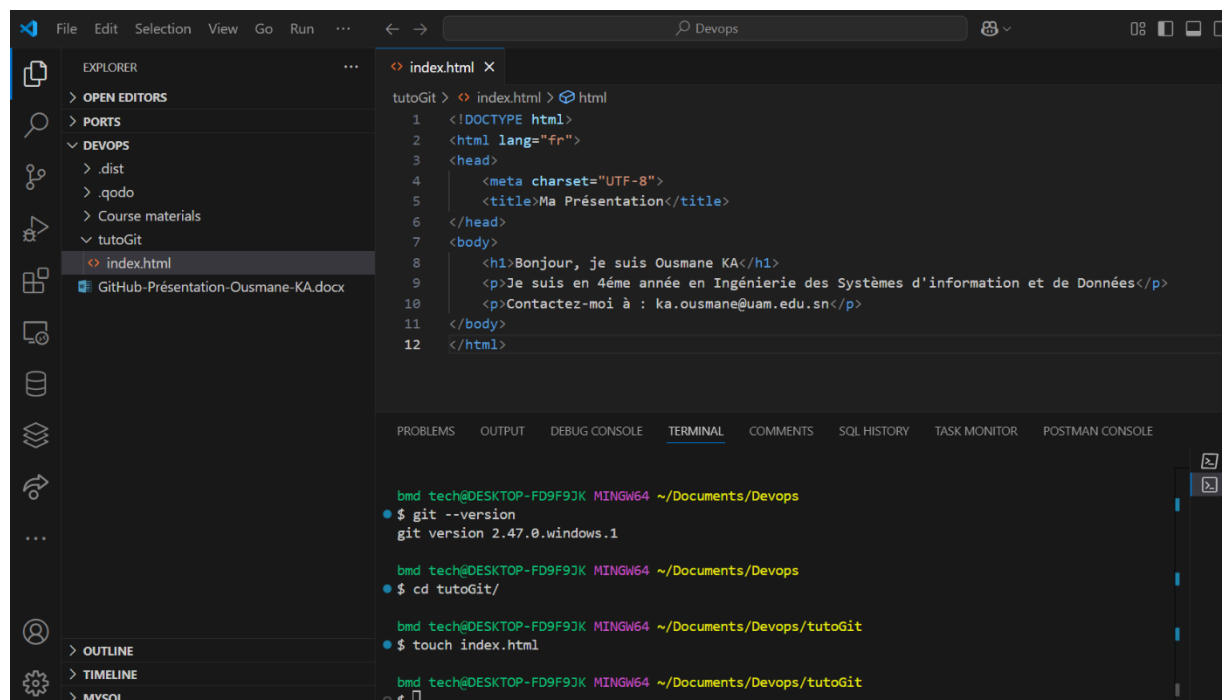 File Edit Selection View Go Run ···
Devops
EXPLORER ···
OPEN EDITORS
PORTS
DEVOPS
.dist
.qodo
Course materials
tutoGit
index.html
GitHub-Présentation-Ousmane-KA.docx
OUTLINE
TIMELINE
MYSQL
index.html
tutoGit > index.html > html
1 <!DOCTYPE html>
2 <html lang="fr">
3 <head>
4 <meta charset="UTF-8">
5 <title>Ma Présentation</title>
6 </head>
7 <body>
8 <h1>Bonjour, je suis Ousmane KA</h1>
9 <p>Je suis en 4éme année en Ingénierie des Systèmes d'information et de Données</p>
10 <p>Contactez-moi à : ka.ousmane@uam.edu.sn</p>
11 </body>
12 </html>
PROBLEMS OUTPUT DEBUG CONSOLE TERMINAL COMMENTS SQL HISTORY TASK MONITOR POSTMAN CONSOLE
bmd tech@DESKTOP-FD9F9JK MINGW64 ~/Documents/Devops
$ git --version
git version 2.47.0.windows.1
bmd tech@DESKTOP-FD9F9JK MINGW64 ~/Documents/Devops
$ cd tutoGit/
bmd tech@DESKTOP-FD9F9JK MINGW64 ~/Documents/Devops/tutoGit
$ touch index.html
bmd tech@DESKTOP-FD9F9JK MINGW64 ~/Documents/Devops/tutoGit
$